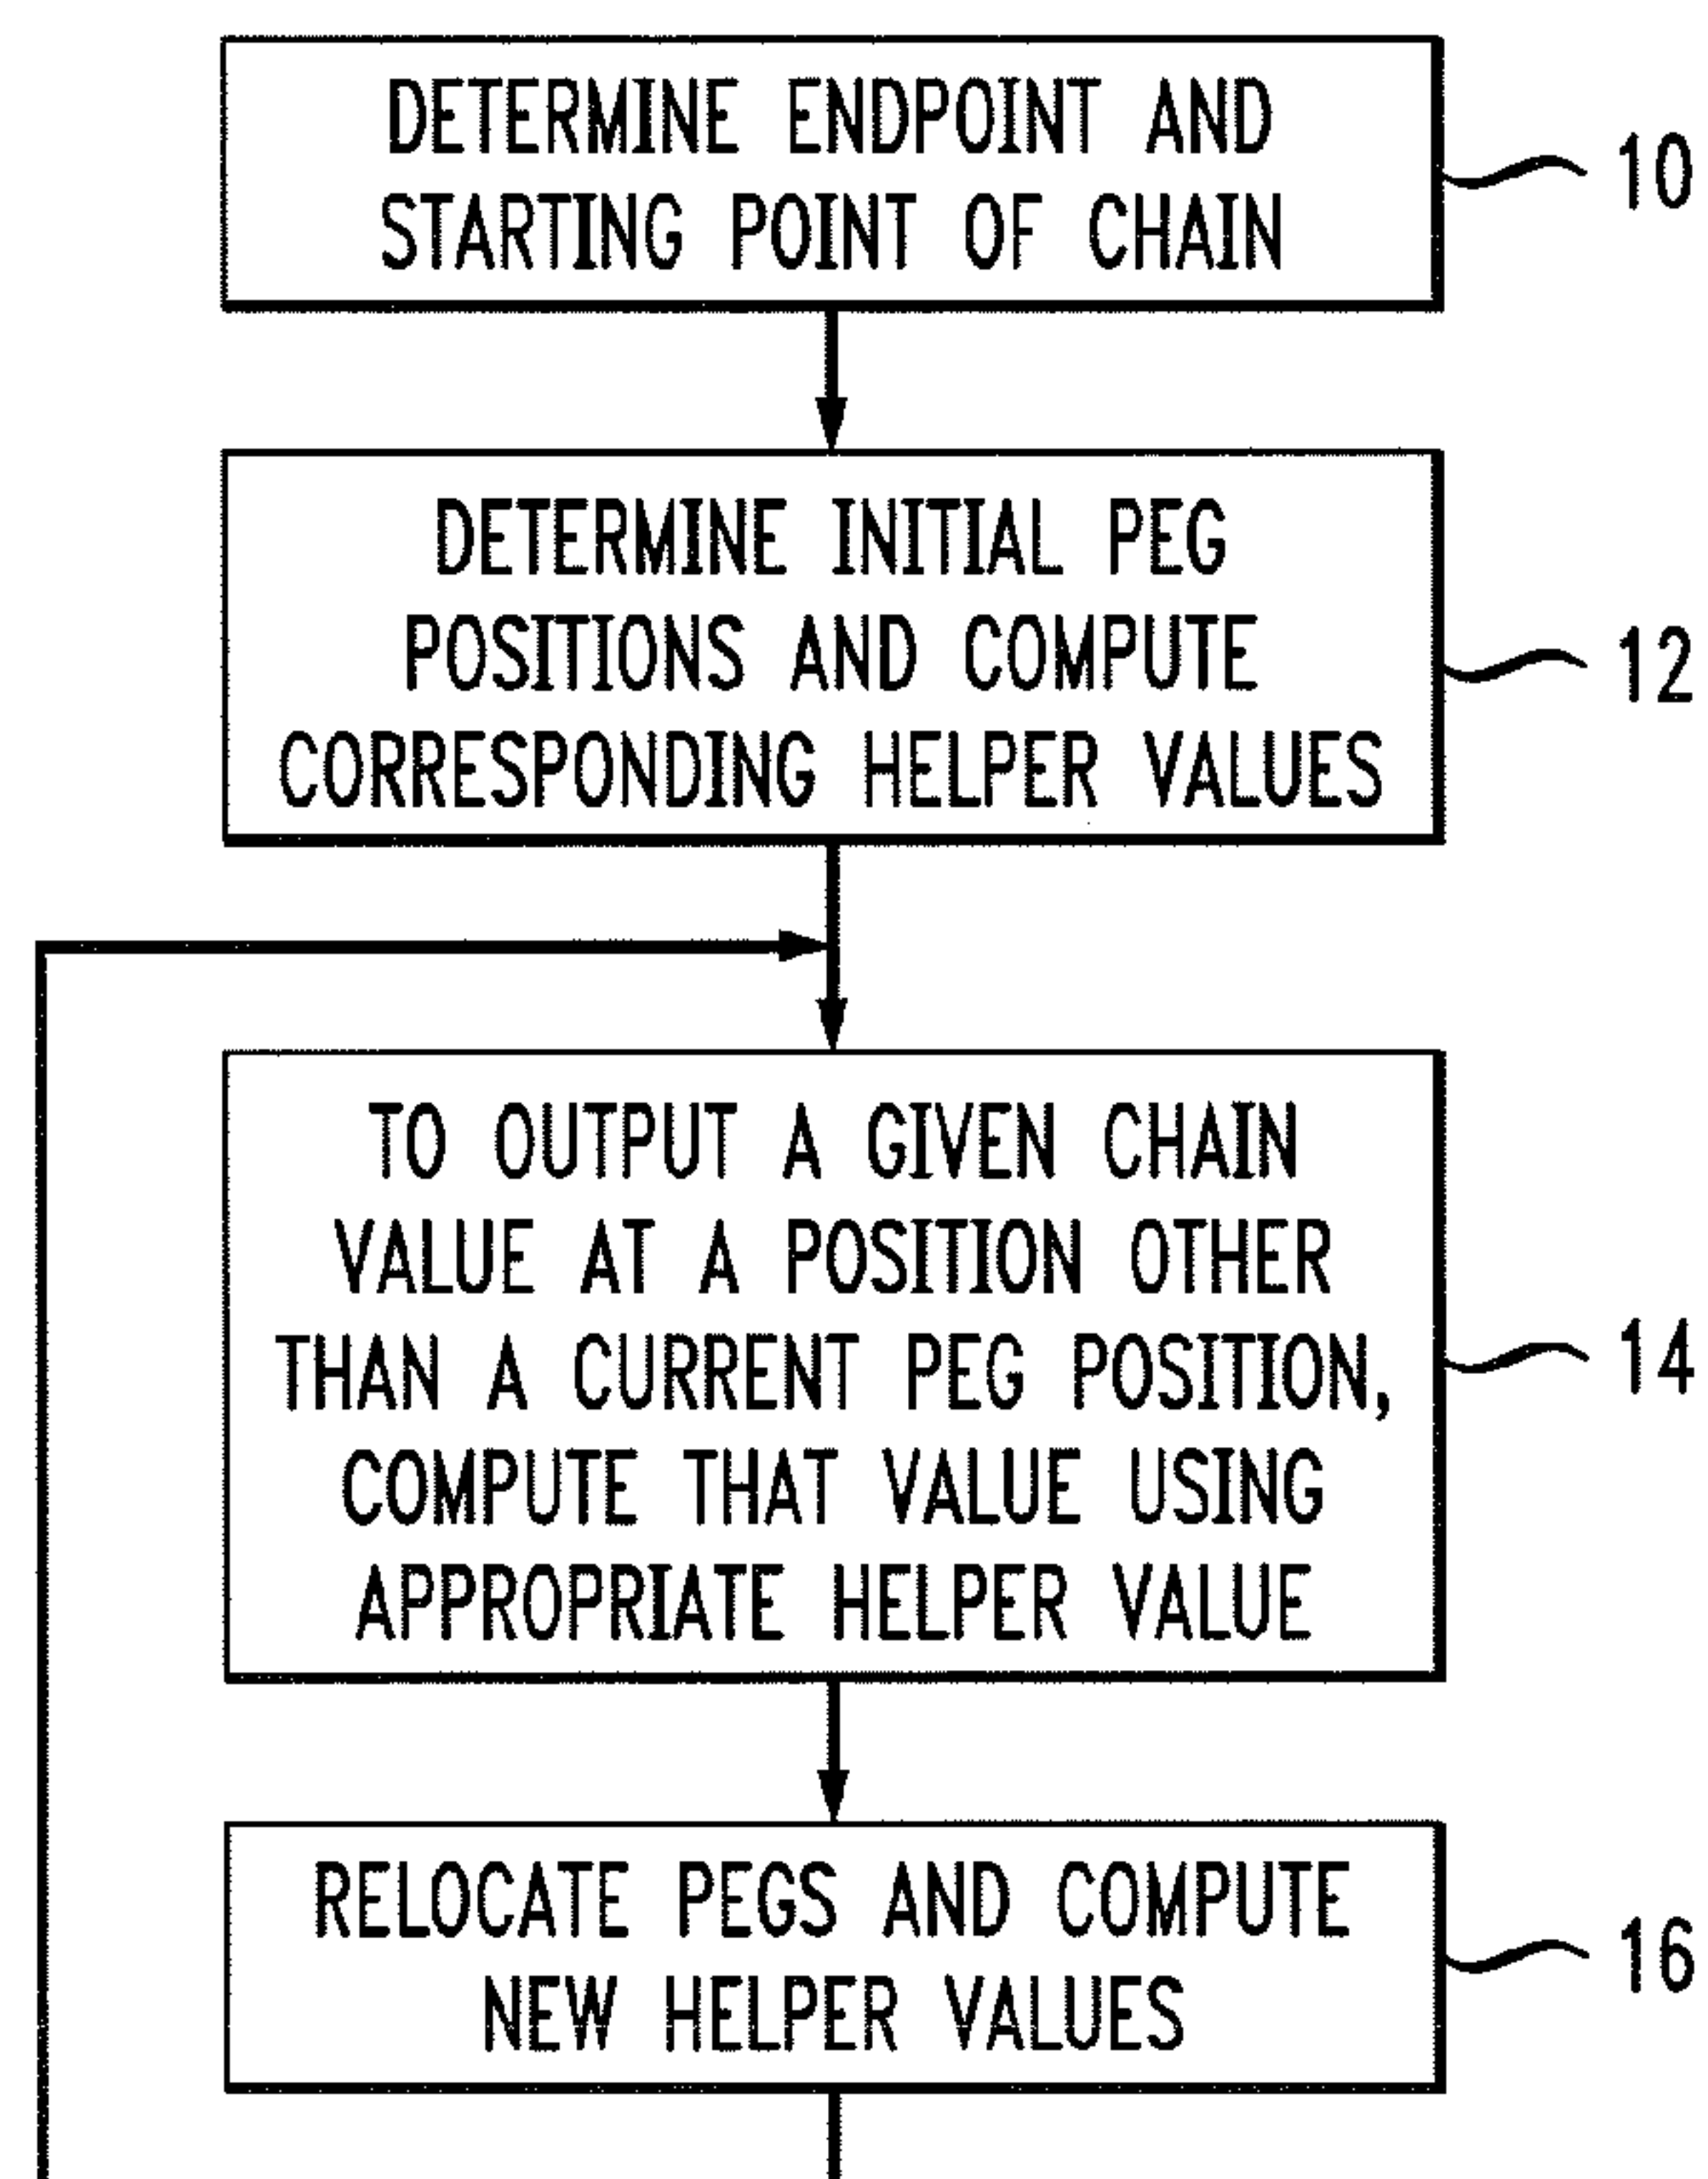 DETERMINE ENDPOINT AND
STARTING POINT OF CHAIN
10
DETERMINE INITIAL PEG
POSITIONS AND COMPUTE
CORRESPONDING HELPER VALUES
12
TO OUTPUT A GIVEN CHAIN
VALUE AT A POSITION OTHER
THAN A CURRENT PEG POSITION,
COMPUTE THAT VALUE USING
APPROPRIATE HELPER VALUE
14
RELOCATE PEGS AND COMPUTE
NEW HELPER VALUES
16